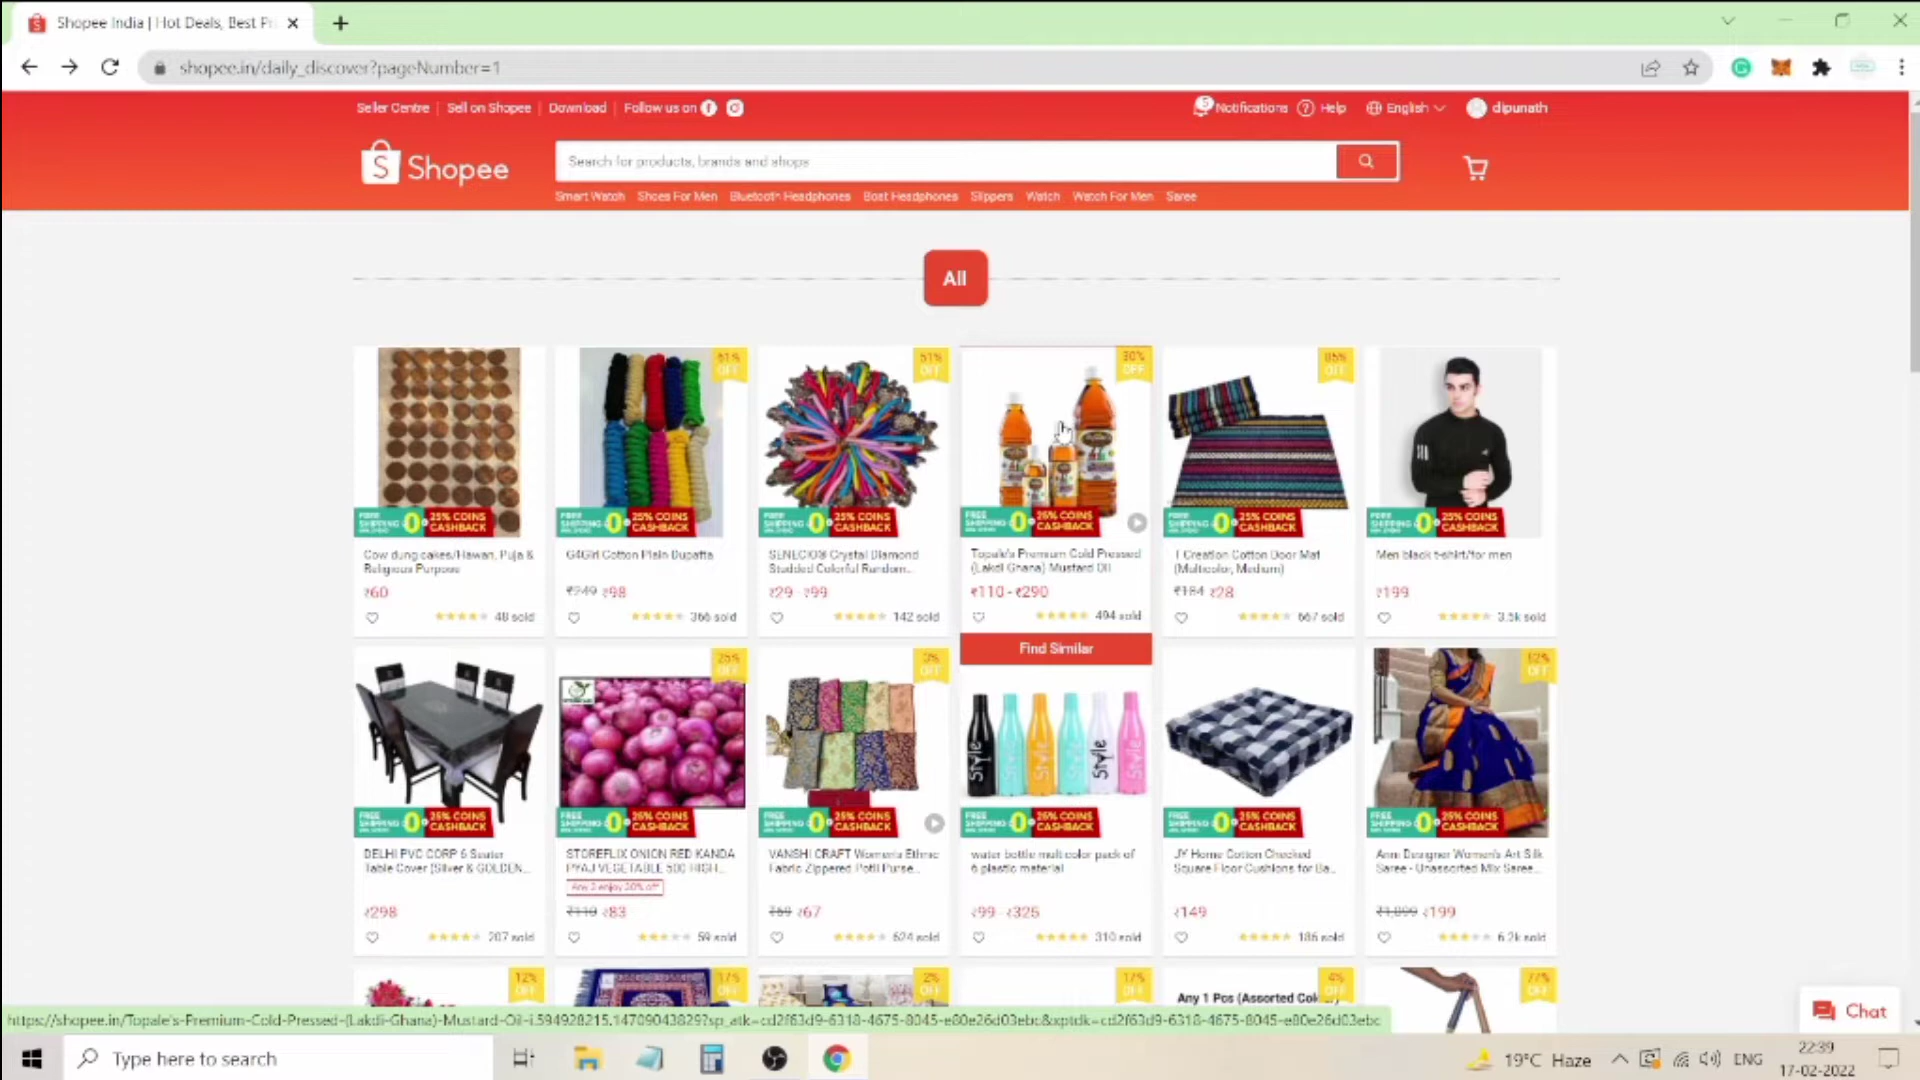 Shopee India | Hot Deals, Best Pr
shopee.in/daily_discover?pageNumber=1
Seller Centre | Sell on Shopee | Download | Follow us on
5 Notifications Help English dipunath
Shopee
Search for products, brands and shops
Smart Watch Shoes For Men Bluetooth Headphones Boat Headphones Slippers Watch Watch For Men Saree
All
61% OFF
51% OFF
30% OFF
85% OFF
FREE SHIPPING 25% COINS CASHBACK
FREE SHIPPING 25% COINS CASHBACK
FREE SHIPPING 25% COINS CASHBACK
FREE SHIPPING 25% COINS CASHBACK
FREE SHIPPING 25% COINS CASHBACK
FREE SHIPPING 25% COINS CASHBACK
Cow dung cakes/Hawan, Puja &
Religious Purpose
₹60
48 sold
G4Girl Cotton Plain Dupatta
₹249 ₹98
366 sold
SENECIO® Crystal Diamond
Studded Colorful Random...
₹29 - ₹99
142 sold
Topale's Premium Cold Pressed
(Lakdi Ghana) Mustard Oil
₹110 - ₹290
494 sold
Find Similar
T Creation Cotton Door Mat
(Multicolor, Medium)
₹184 ₹28
667 sold
Men black t-shirt/for men
₹199
3.5k sold
25% OFF
3% OFF
62% OFF
Style Style Style
FREE SHIPPING 25% COINS CASHBACK
FREE SHIPPING 25% COINS CASHBACK
FREE SHIPPING 25% COINS CASHBACK
FREE SHIPPING 25% COINS CASHBACK
FREE SHIPPING 25% COINS CASHBACK
FREE SHIPPING 25% COINS CASHBACK
DELHI PVC CORP 6 Seater
Table Cover (Silver & GOLDEN...
₹298
207 sold
STOREFLIX ONION RED KANDA
PYAJ VEGETABLE 500 HIGH...
Any 2 enjoy 20% off
₹110 ₹83
59 sold
VANSHI CRAFT Women's Ethnic
Fabric Zippered Potli Purse...
₹69 ₹67
624 sold
water bottle multi color pack of
6 plastic material
₹99 - ₹325
310 sold
JY Home Cotton Checked
Square Floor Cushions for Ba...
₹149
186 sold
Anni Designer Women's Art Silk
Saree - Unassorted Mix Saree...
₹1,899 ₹199
6.2k sold
12% OFF
17% OFF
2% OFF
17% OFF
4% OFF
77% OFF
Any 1 Pcs (Assorted Color)
Chat
https://shopee.in/Topale's-Premium-Cold-Pressed-(Lakdi-Ghana)-Mustard-Oil-i.594928215.14709043829?sp_atk=cd2f63d9-6318-4675-8045-e80e26d03ebc&xptdk=cd2f63d9-6318-4675-8045-e80e26d03ebc
Type here to search
19°C Haze
ENG
22:39
17-02-2022